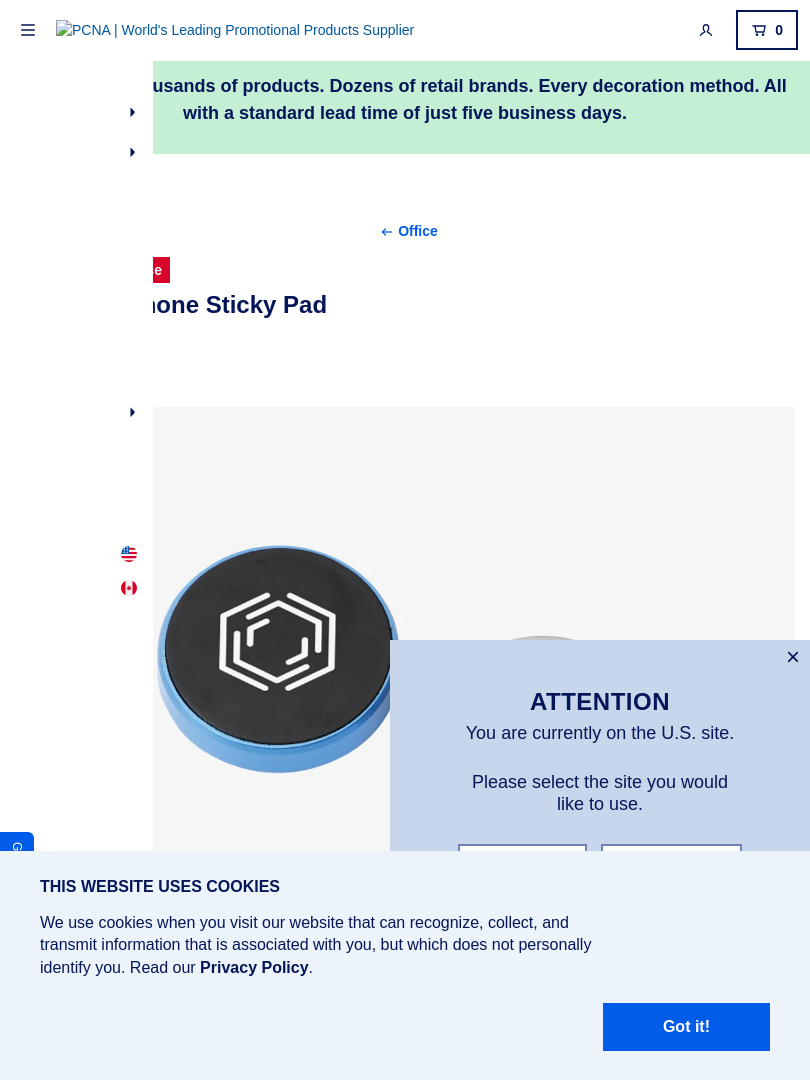 PCNA | World's Leading Promotional Products Supplier
0
of products. Dozens of retail brands. Every decoration method. All
with a standard lead time of just five business days.
Office
Sticky Pad
ATTENTION
You are currently on the U.S. site.
Please select the site you would
like to use.
G
THIS WEBSITE USES COOKIES
We use cookies when you visit our website that can recognize, collect, and
transmit information that is associated with you, but which does not personally
identify you. Read our Privacy Policy.
Got it!